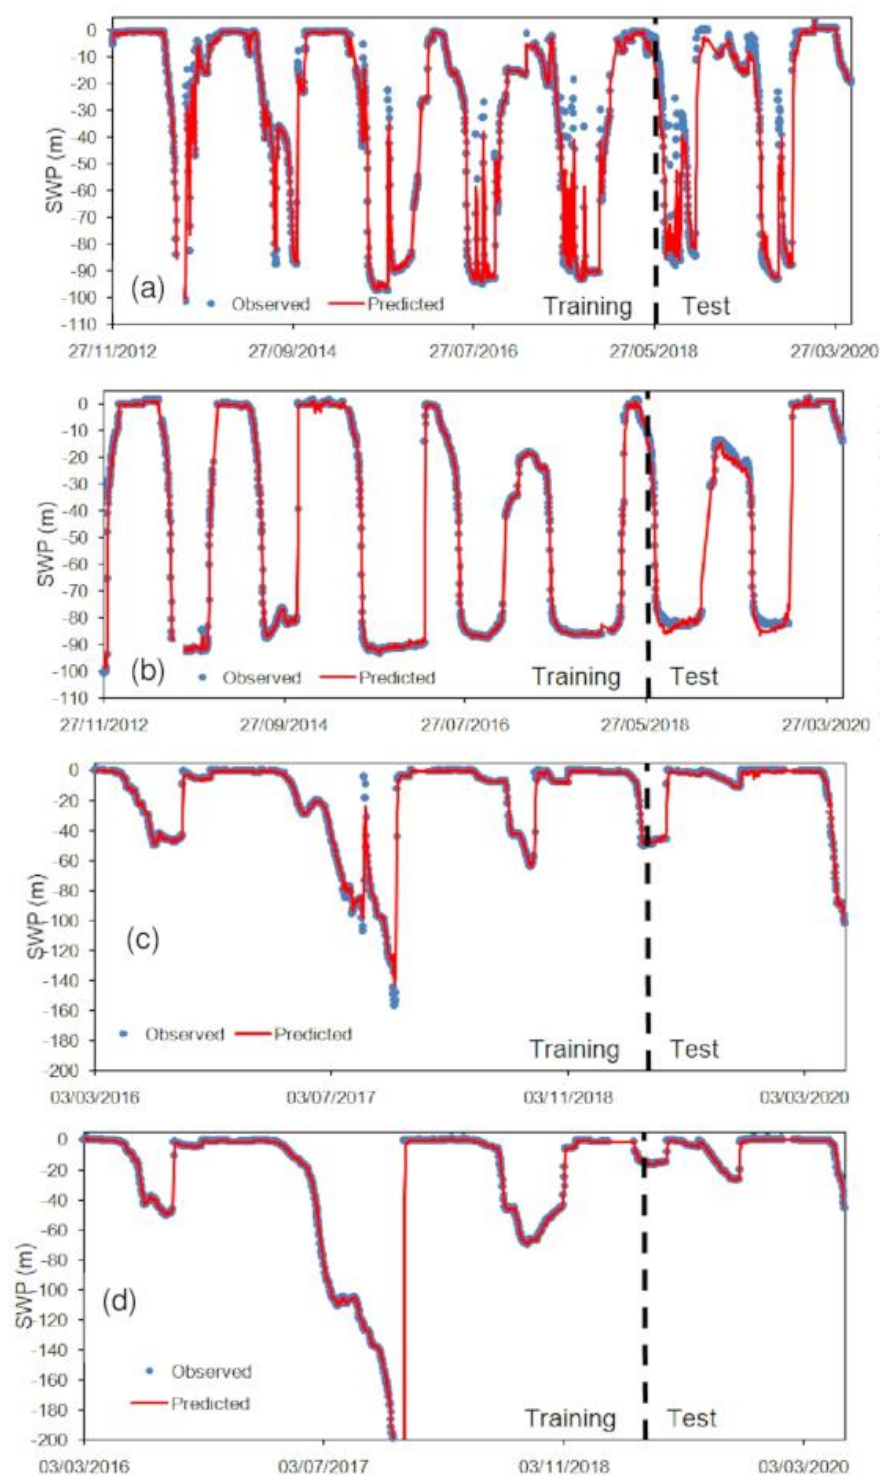 0
-10
-20
-30
-40
-50
-60
-70
-80
-90
-100
-110
SWP (m)
(a)
Observed Predicted
Training Test
27/11/2012 27/09/2014 27/07/2016 27/05/2018 27/03/2020
0
-10
-20
-30
-40
-50
-60
-70
-80
-90
-100
-110
SWP (m)
(b)
Observed Predicted
Training Test
27/11/2012 27/09/2014 27/07/2016 27/05/2018 27/03/2020
0
-20
-40
-60
-80
-100
-120
-140
-160
-180
-200
SWP (m)
(c)
Observed Predicted
Training Test
03/03/2016 03/07/2017 03/11/2018 03/03/2020
0
-20
-40
-60
-80
-100
-120
-140
-160
-180
-200
SWP (m)
(d)
Observed
Predicted
Training Test
03/03/2016 03/07/2017 03/11/2018 03/03/2020